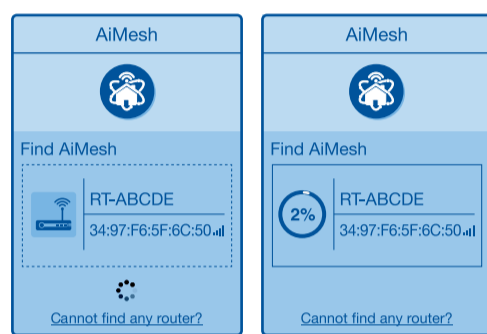 AiMesh
Find AiMesh
RT-ABCDE
34:97:F6:5F:6C:50
Cannot find any router?
AiMesh
Find AiMesh
2%
RT-ABCDE
34:97:F6:5F:6C:50
Cannot find any router?